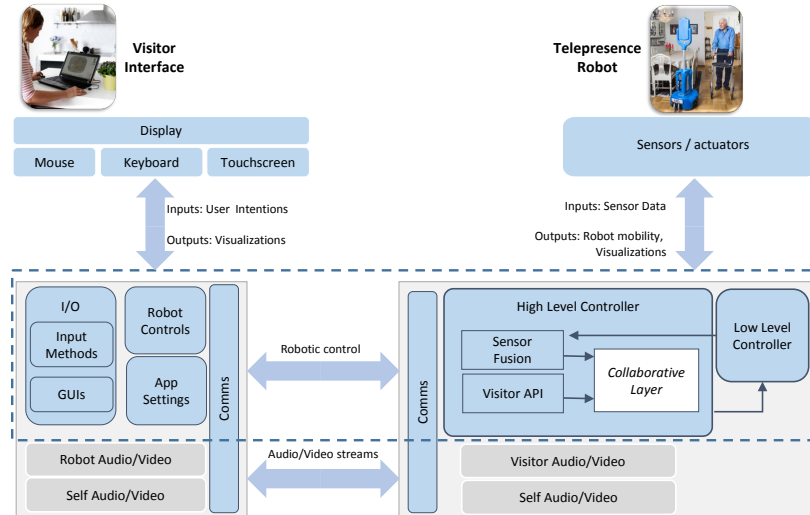 Visitor
Interface
Telepresence
Robot
Display
Mouse
Keyboard
Touchscreen
Sensors / actuators
Inputs: User Intentions
Outputs: Visualizations
Inputs: Sensor Data
Outputs: Robot mobility,
Visualizations
I/O
Input
Methods
GUIs
Robot
Controls
App
Settings
Comms
Robotic control
Comms
High Level Controller
Sensor
Fusion
Visitor API
Collaborative
Layer
Low Level
Controller
Robot Audio/Video
Self Audio/Video
Audio/Video streams
Visitor Audio/Video
Self Audio/Video